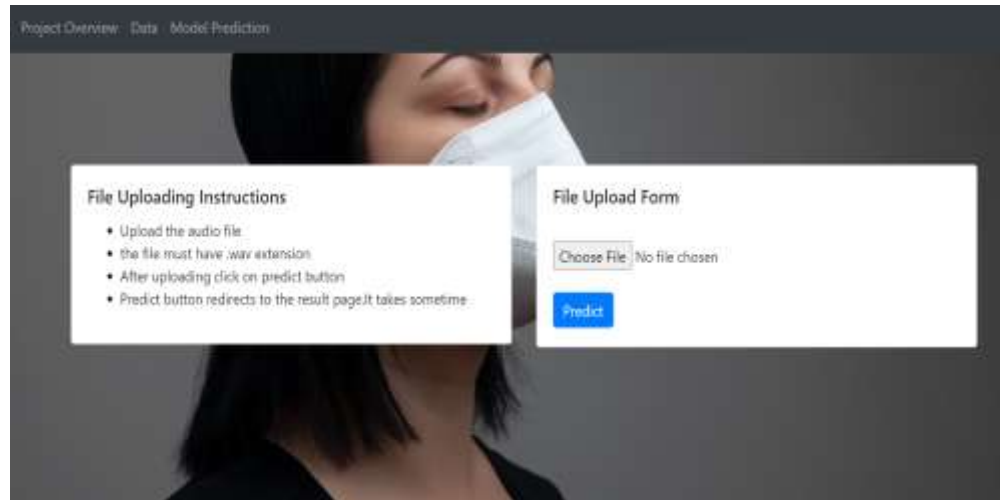 Project Overview Data Model Prediction
File Uploading Instructions
• Upload the audio file
• the file must have .wav extension
• After uploading click on predict button
• Predict button redirects to the result page.It takes sometime
File Upload Form
Choose File No file chosen
Predict